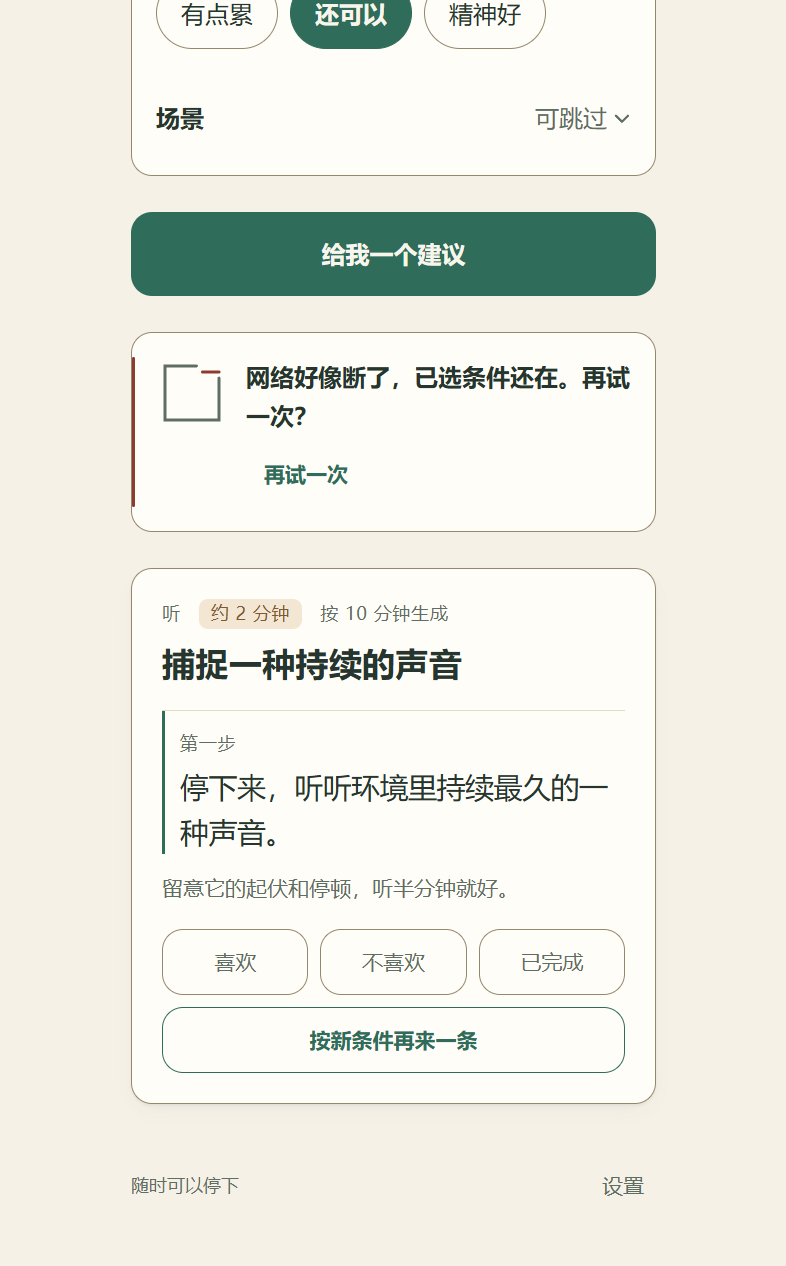 有点累 还可以 精神好
场景 可跳过
给我一个建议
网络好像断了，已选条件还在。再试
一次？
再试一次
听 约 2 分钟 按 10 分钟生成
捕捉一种持续的声音
第一步
停下来，听听环境里持续最久的一
种声音。
留意它的起伏和停顿，听半分钟就好。
喜欢 不喜欢 已完成
按新条件再来一条
随时可以停下 设置